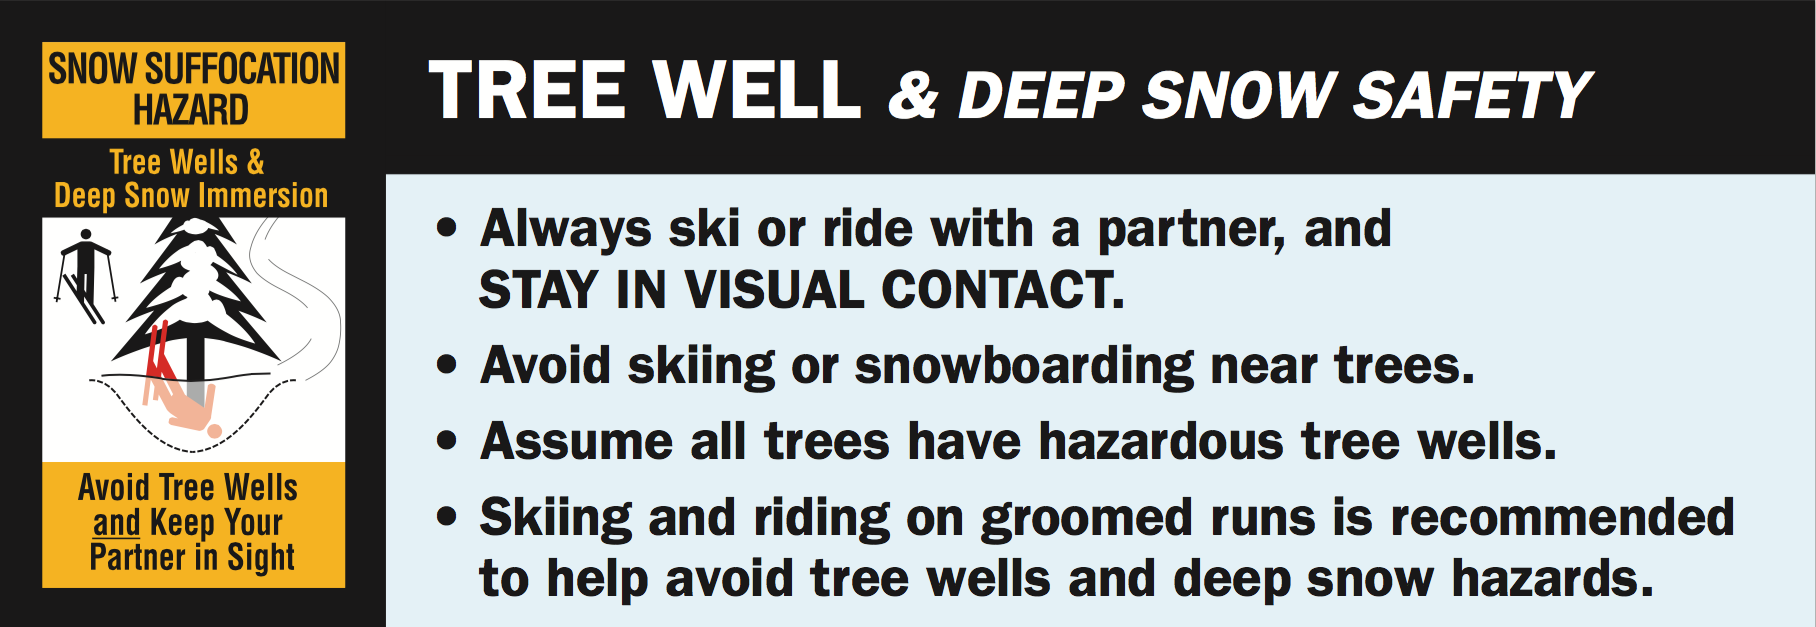 SNOW SUFFOCATION
HAZARD
Tree Wells &
Deep Snow Immersion
Avoid Tree Wells
and Keep Your
Partner in Sight
TREE WELL & DEEP SNOW SAFETY
• Always ski or ride with a partner, and
STAY IN VISUAL CONTACT.
• Avoid skiing or snowboarding near trees.
• Assume all trees have hazardous tree wells.
• Skiing and riding on groomed runs is recommended
to help avoid tree wells and deep snow hazards.